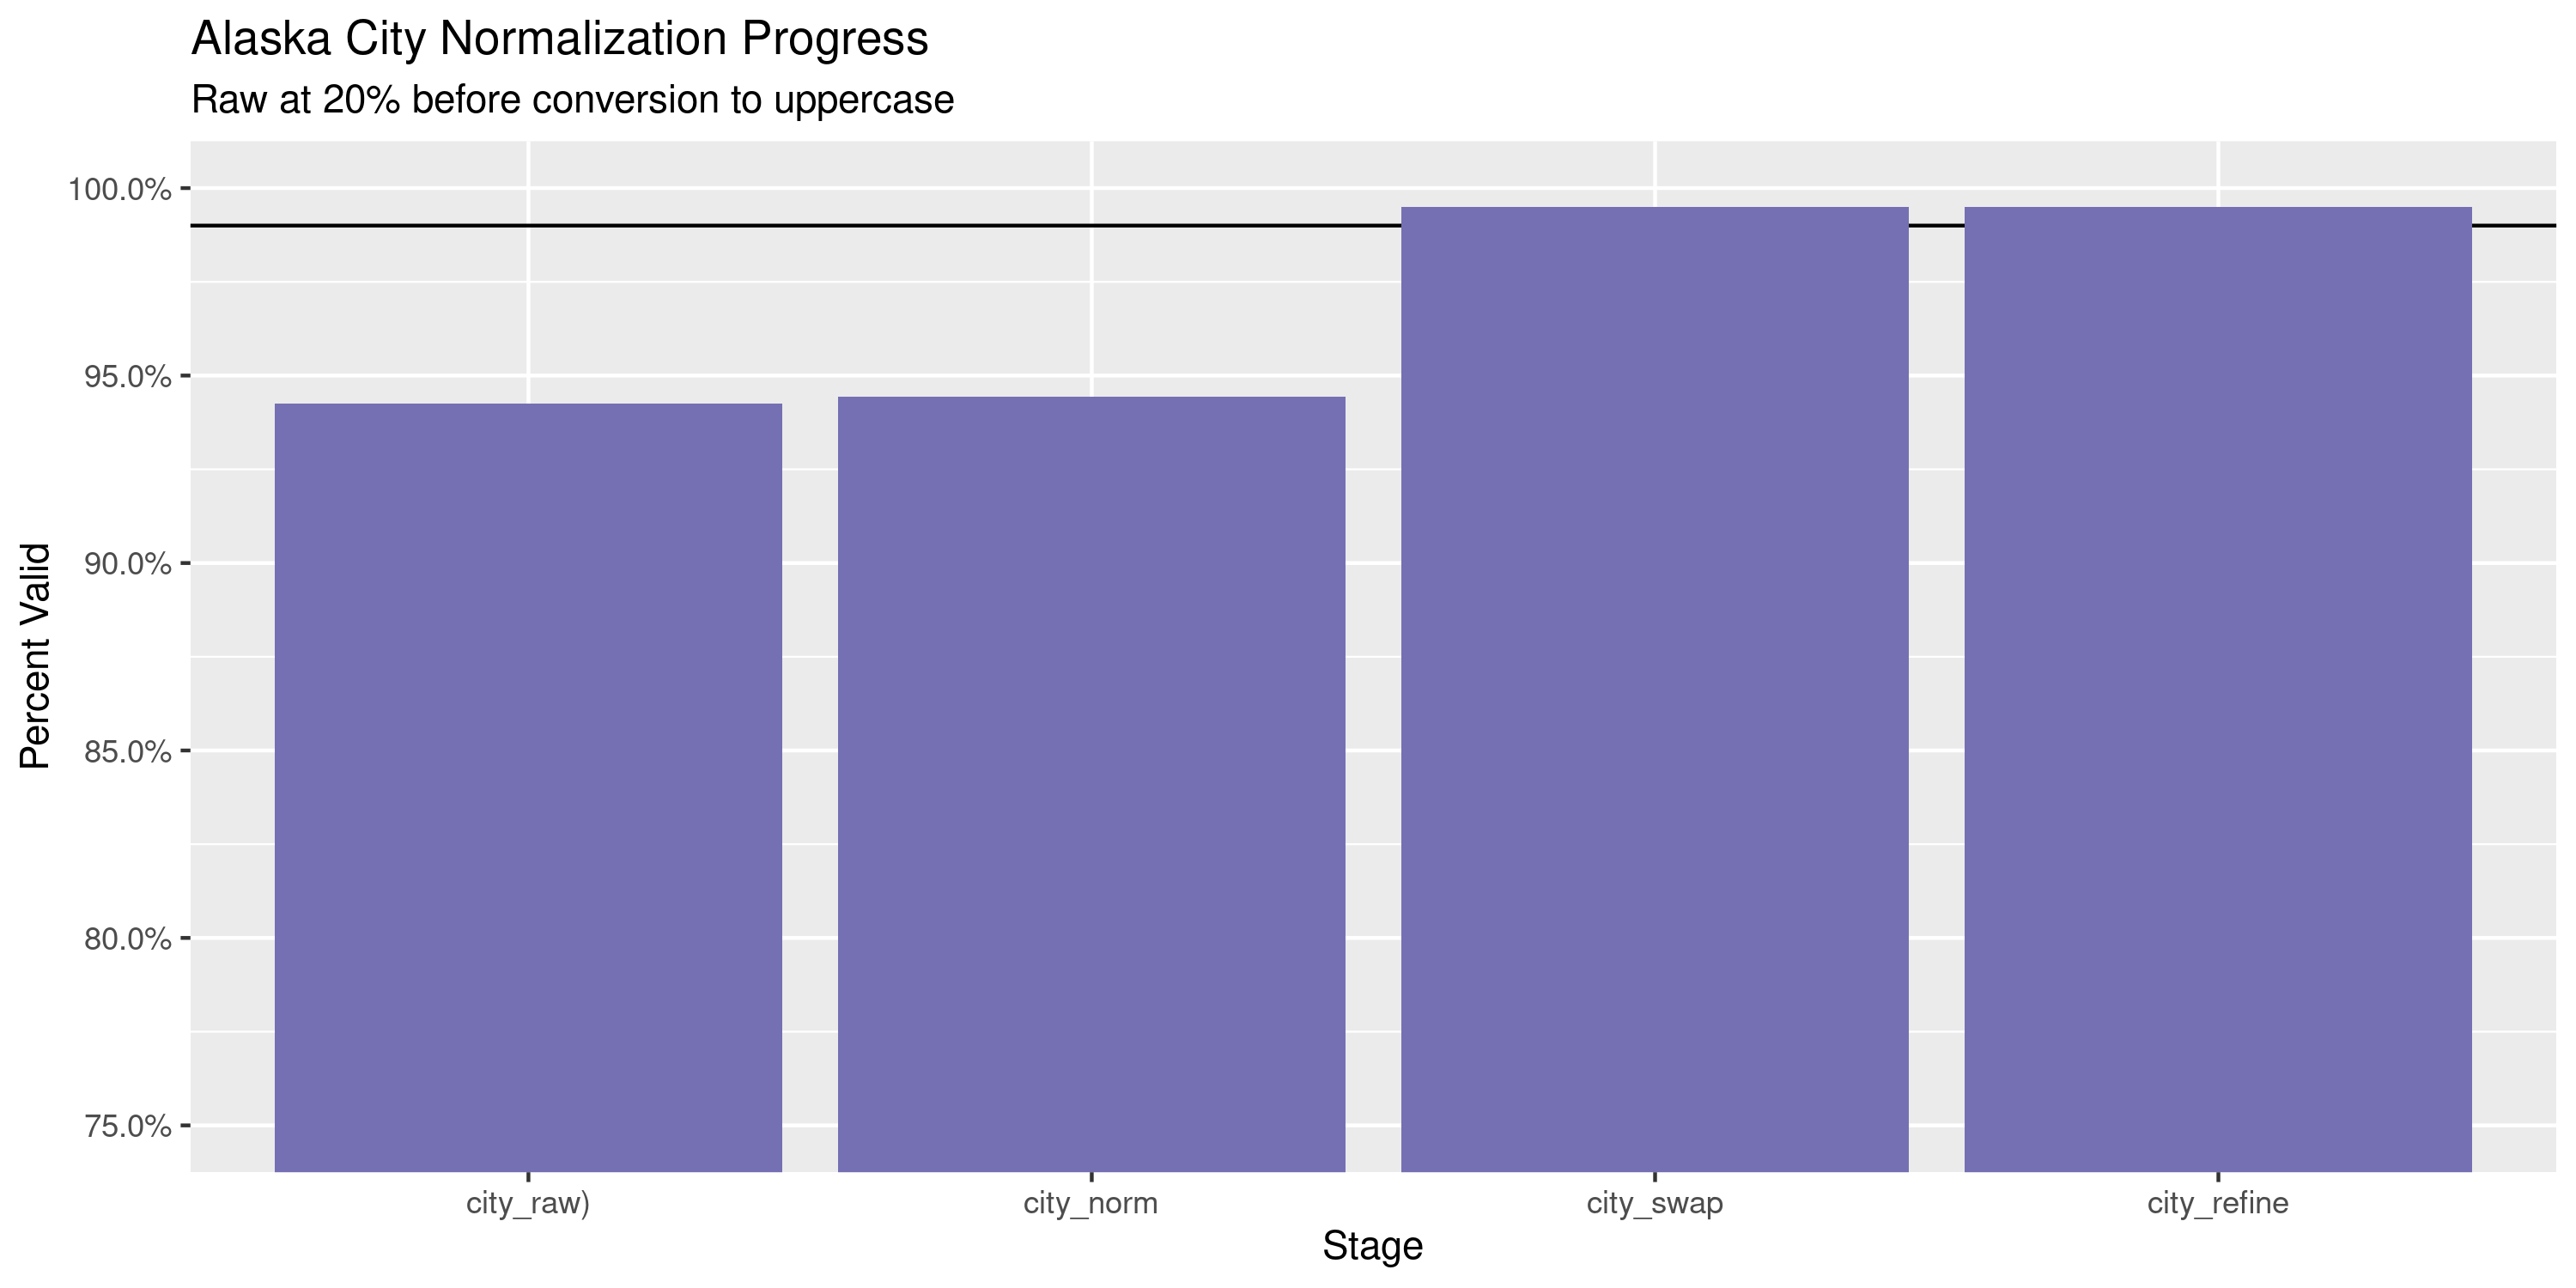 Alaska City Normalization Progress
Raw at 20% before conversion to uppercase
100.0%
95.0%
90.0%
85.0%
80.0%
75.0%
Percent Valid
city_raw)
city_norm
city_swap
city_refine
Stage